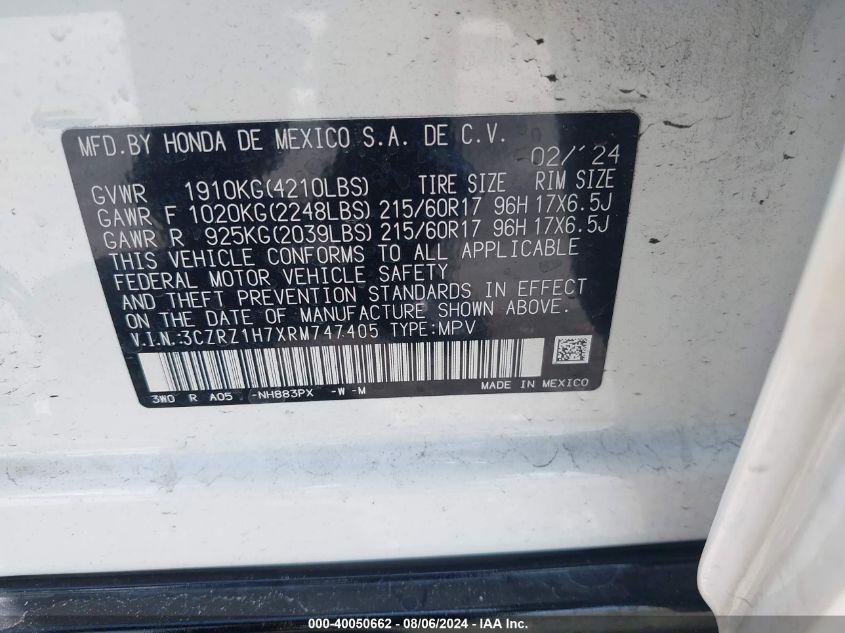 MFD.BY HONDA DE MEXICO S.A. DE C.V.
02/'24
GVWR 1910KG(4210LBS) TIRE SIZE RIM SIZE
GAWR F 1020KG(2248LBS) 215/60R17 96H 17X6.5J
GAWR R 925KG(2039LBS) 215/60R17 96H 17X6.5J
THIS VEHICLE CONFORMS TO ALL APPLICABLE
FEDERAL MOTOR VEHICLE SAFETY
AND THEFT PREVENTION STANDARDS IN EFFECT
ON THE DATE OF MANUFACTURE SHOWN ABOVE.
V.I.N.:3CZRZ1H7XRM747405 TYPE:MPV
3W0 R A05 -NH883PX -W -M MADE IN MEXICO
000-40050662 - 08/06/2024 - IAA Inc.